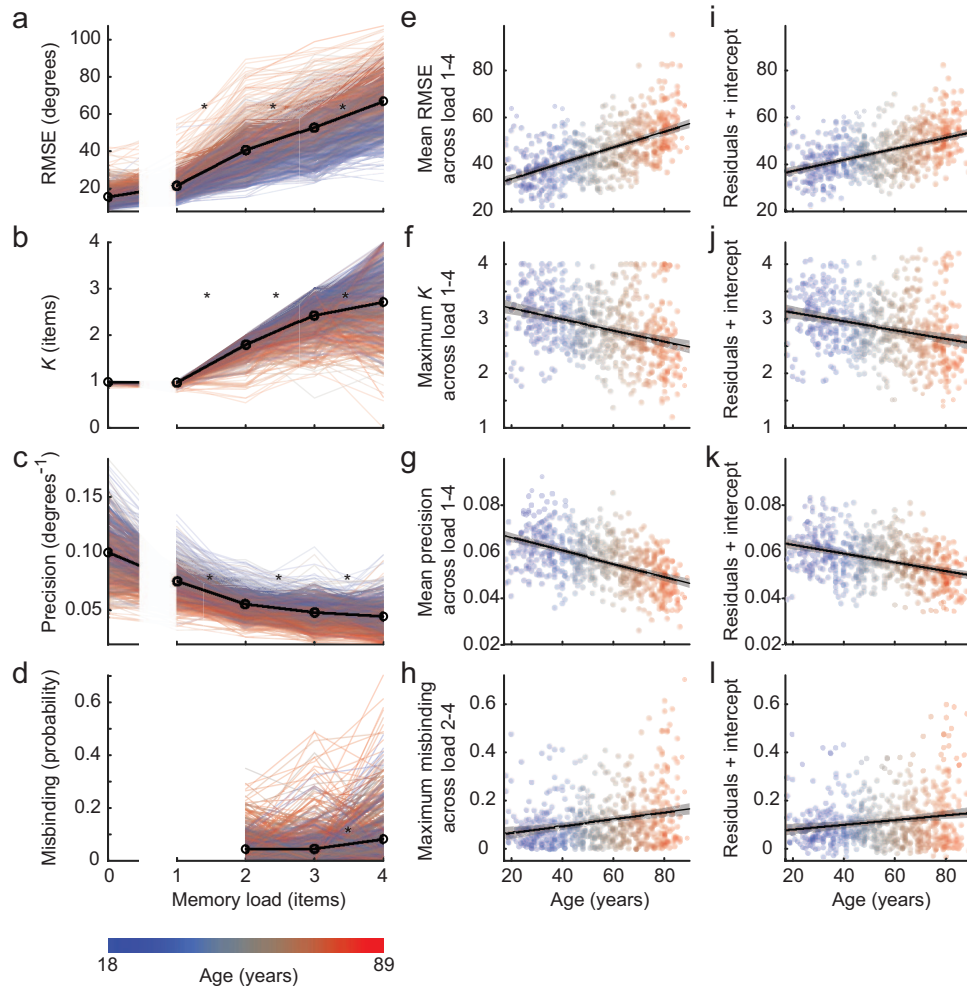 a
RMSE (degrees)
100
80
60
40
20
* * *
b
K (items)
4
3
2
1
0
* * *
c
Precision (degrees⁻¹)
0.15
0.10
0.05
* * *
d
Misbinding (probability)
0.6
0.4
0.2
0
*
0 1 2 3 4
Memory load (items)
18 89
Age (years)
e
Mean RMSE
across load 1-4
80
60
40
20
f
Maximum K
across load 1-4
4
3
2
1
g
Mean precision
across load 1-4
0.08
0.06
0.04
0.02
h
Maximum misbinding
across load 2-4
0.6
0.4
0.2
0
20 40 60 80
Age (years)
i
Residuals + intercept
80
60
40
20
j
Residuals + intercept
4
3
2
1
k
Residuals + intercept
0.08
0.06
0.04
0.02
l
Residuals + intercept
0.6
0.4
0.2
0
20 40 60 80
Age (years)